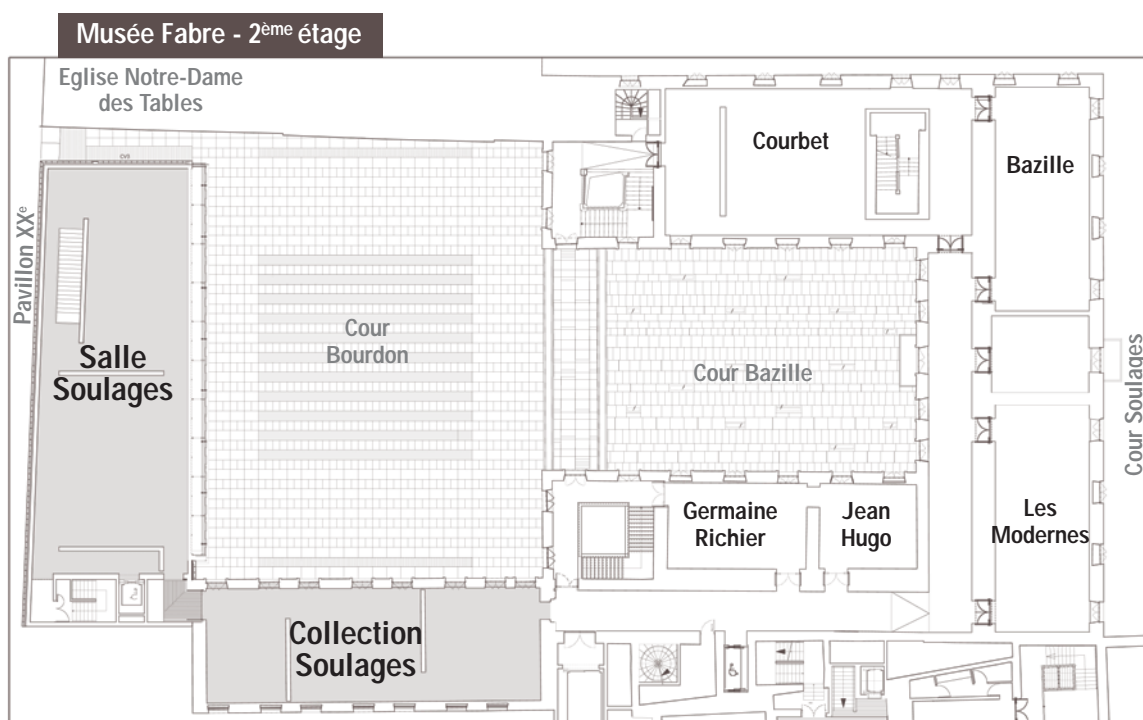 Musée Fabre - 2ème étage
Eglise Notre-Dame
des Tables
Pavillon XXe
Salle
Soulages
Cour
Bourdon
Courbet
Bazille
Cour Bazille
Cour Soulages
Germaine
Richier
Jean
Hugo
Les
Modernes
Collection
Soulages